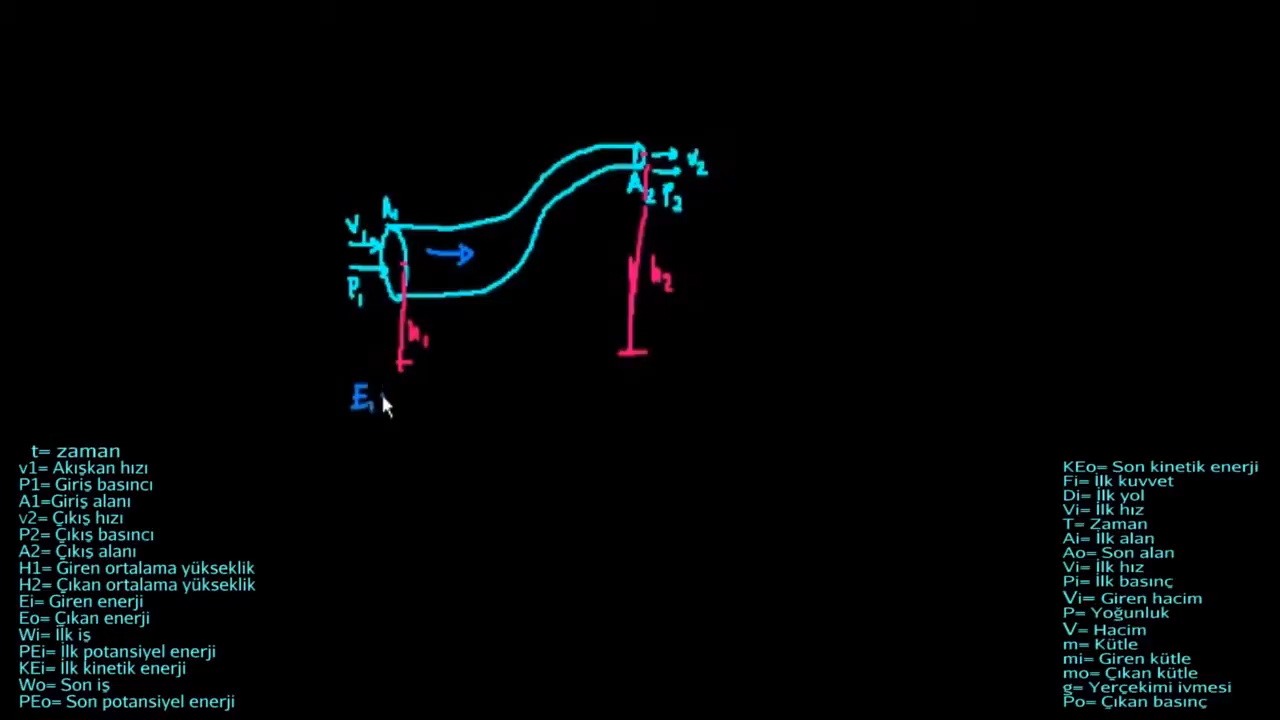 v2
A2
P2
A1
V1
P1
h2
h1
E1
t= zaman
v1= Akışkan hızı
P1= Giriş basıncı
A1=Giriş alanı
v2= Çıkış hızı
P2= Çıkış basıncı
A2= Çıkış alanı
H1= Giren ortalama yükseklik
H2= Çıkan ortalama yükseklik
Ei= Giren enerji
Eo= Çıkan enerji
Wi= İlk iş
PEi= İlk potansiyel enerji
KEi= İlk kinetik enerji
Wo= Son iş
PEo= Son potansiyel enerji
KEo= Son kinetik enerji
Fi= İlk kuvvet
Di= İlk yol
Vi= İlk hız
T= Zaman
Ai= İlk alan
Ao= Son alan
Vi= İlk hız
Pi= İlk basınç
Vi= Giren hacim
P= Yoğunluk
V= Hacim
m= Kütle
mi= Giren kütle
mo= Çıkan kütle
g= Yerçekimi ivmesi
Po= Çıkan basınç